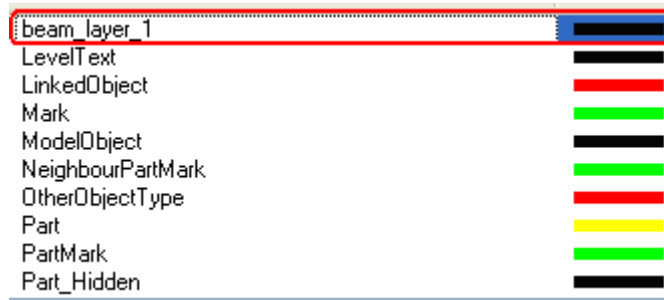 beam_layer_1
LevelText
LinkedObject
Mark
ModelObject
NeighbourPartMark
OtherObjectType
Part
PartMark
Part_Hidden